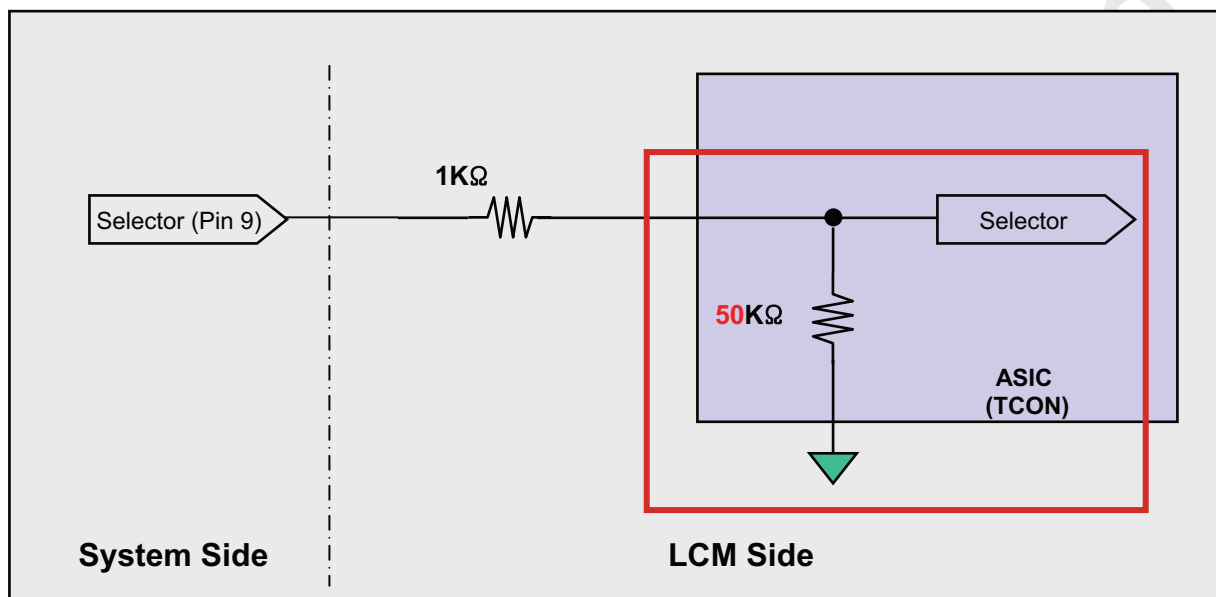 1KΩ
Selector (Pin 9)
Selector
50KΩ
ASIC
(TCON)
System Side
LCM Side